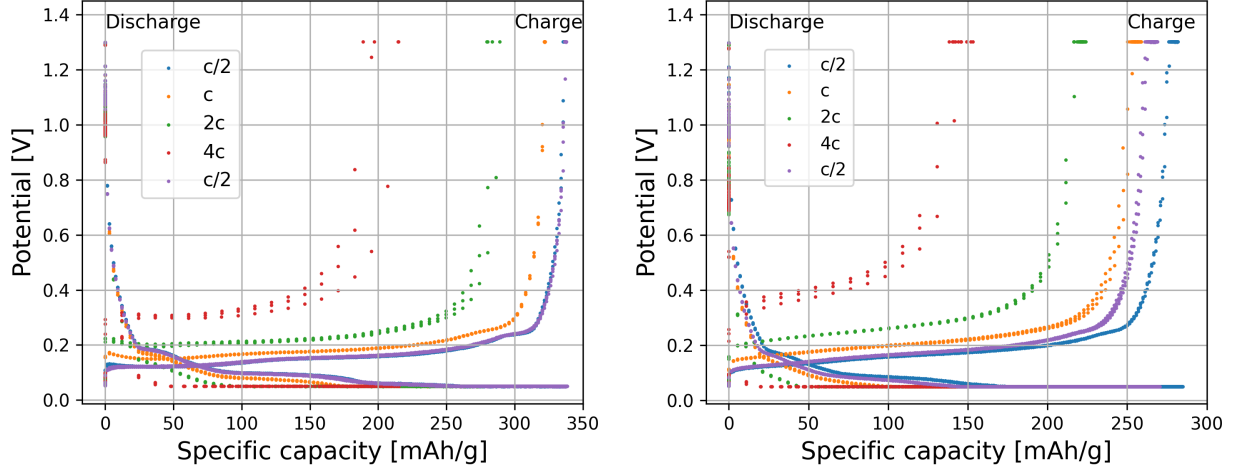 Discharge
Charge
1.4
1.2
1.0
0.8
0.6
0.4
0.2
0.0
Potential [V]
c/2
c
2c
4c
c/2
0
50
100
150
200
250
300
350
Specific capacity [mAh/g]
Discharge
Charge
1.4
1.2
1.0
0.8
0.6
0.4
0.2
0.0
Potential [V]
c/2
c
2c
4c
c/2
0
50
100
150
200
250
300
Specific capacity [mAh/g]